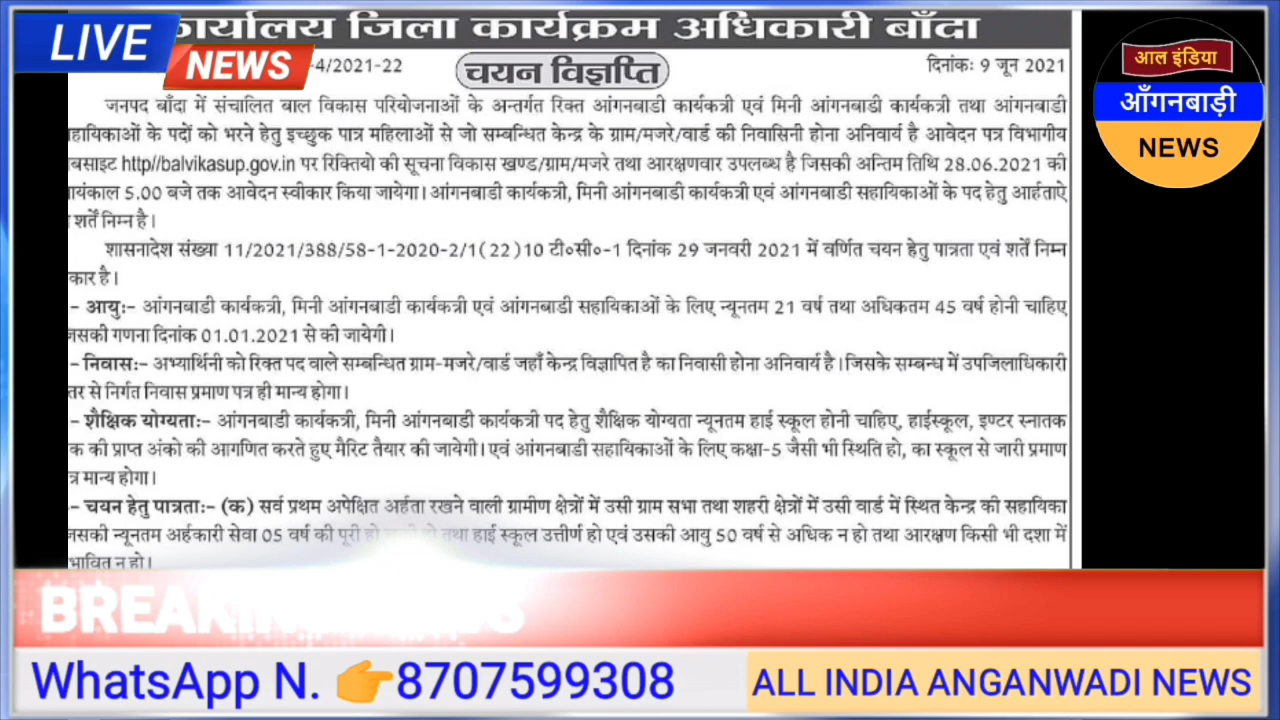 LIVE
NEWS
कार्यालय जिला कार्यक्रम अधिकारी बाँदा
-4/2021-22
चयन विज्ञप्ति
दिनांकः 9 जून 2021
आल इंडिया
आँगनबाड़ी
NEWS
जनपद बाँदा में संचालित बाल विकास परियोजनाओं के अन्तर्गत रिक्त आंगनबाडी कार्यकत्री एवं मिनी आंगनबाडी कार्यकत्री तथा आंगनबाडी
हायिकाओं के पदों को भरने हेतु इच्छुक पात्र महिलाओं से जो सम्बन्धित केन्द्र के ग्राम/मजरे/वार्ड की निवासिनी होना अनिवार्य है आवेदन पत्र विभागीय
बसाइट http//balvikasup.gov.in पर रिक्तियो की सूचना विकास खण्ड/ग्राम/मजरे तथा आरक्षणवार उपलब्ध है जिसकी अन्तिम तिथि 28.06.2021 की
यंकाल 5.00 बजे तक आवेदन स्वीकार किया जायेगा। आंगनबाडी कार्यकत्री, मिनी आंगनबाडी कार्यकत्री एवं आंगनबाडी सहायिकाओं के पद हेतु आर्हताऐ
शर्तें निम्न है।
शासनादेश संख्या 11/2021/388/58-1-2020-2/1(22)10 टी०सी०-1 दिनांक 29 जनवरी 2021 में वर्णित चयन हेतु पात्रता एवं शर्ते निम्न
कार है।
- आयुः- आंगनबाडी कार्यकत्री, मिनी आंगनबाडी कार्यकत्री एवं आंगनबाडी सहायिकाओं के लिए न्यूनतम 21 वर्ष तथा अधिकतम 45 वर्ष होनी चाहिए
जसकी गणना दिनांक 01.01.2021 से की जायेगी।
- निवासः- अभ्यार्थिनी को रिक्त पद वाले सम्बन्धित ग्राम-मजरे/वार्ड जहाँ केन्द्र विज्ञापित है का निवासी होना अनिवार्य है। जिसके सम्बन्ध में उपजिलाधिकारी
तर से निर्गत निवास प्रमाण पत्र ही मान्य होगा।
- शैक्षिक योग्यताः- आंगनबाडी कार्यकत्री, मिनी आंगनबाडी कार्यकत्री पद हेतु शैक्षिक योग्यता न्यूनतम हाई स्कूल होनी चाहिए, हाईस्कूल, इण्टर स्नातक
क की प्राप्त अंको की आगणित करते हुए मैरिट तैयार की जायेगी। एवं आंगनबाडी सहायिकाओं के लिए कक्षा-5 जैसी भी स्थिति हो, का स्कूल से जारी प्रमाण
त्र मान्य होगा।
- चयन हेतु पात्रताः- (क) सर्व प्रथम अपेक्षित अर्हता रखने वाली ग्रामीण क्षेत्रों में उसी ग्राम सभा तथा शहरी क्षेत्रों में उसी वार्ड में स्थित केन्द्र की सहायिका
जसकी न्यूनतम अर्हकारी सेवा 05 वर्ष की पूरी हो तथा हाई स्कूल उत्तीर्ण हो एवं उसकी आयु 50 वर्ष से अधिक न हो तथा आरक्षण किसी भी दशा में
भावित न हो।
BREAKING NEWS
WhatsApp N. 👉8707599308
ALL INDIA ANGANWADI NEWS